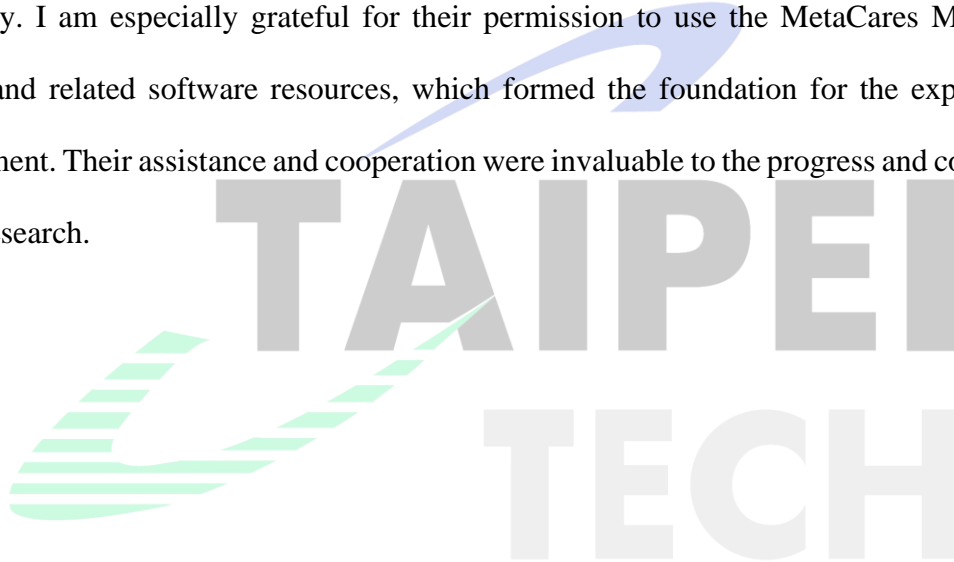 y. I am especially grateful for their permission to use the MetaCares M
and related software resources, which formed the foundation for the exp
nent. Their assistance and cooperation were invaluable to the progress and co
search.
TAIPEI
TECH